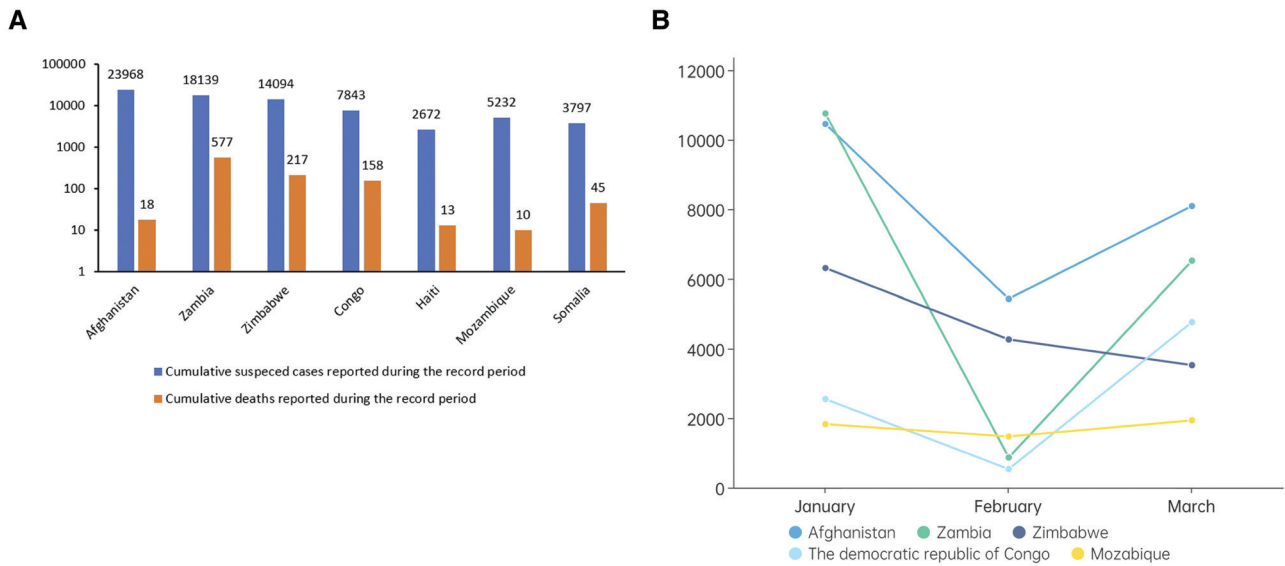 A
100000
10000
1000
100
10
1
23968
18
18139
577
14094
217
7843
158
2672
13
5232
10
3797
45
Afghanistan
Zambia
Zimbabwe
Congo
Haiti
Mozambique
Somalia
Cumulative suspeced cases reported during the record period
Cumulative deaths reported during the record period
B
12000
10000
8000
6000
4000
2000
0
January February March
Afghanistan Zambia Zimbabwe
The democratic republic of Congo Mozabique